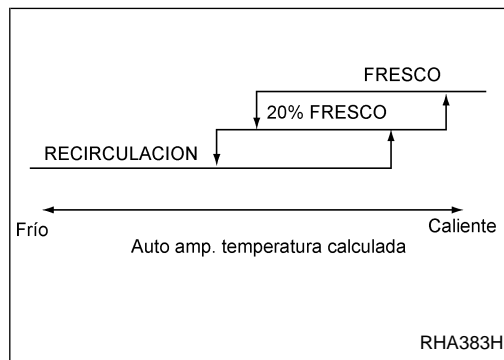 FRESCO
20% FRESCO
RECIRCULACION
Frío
Caliente
Auto amp. temperatura calculada
RHA383H